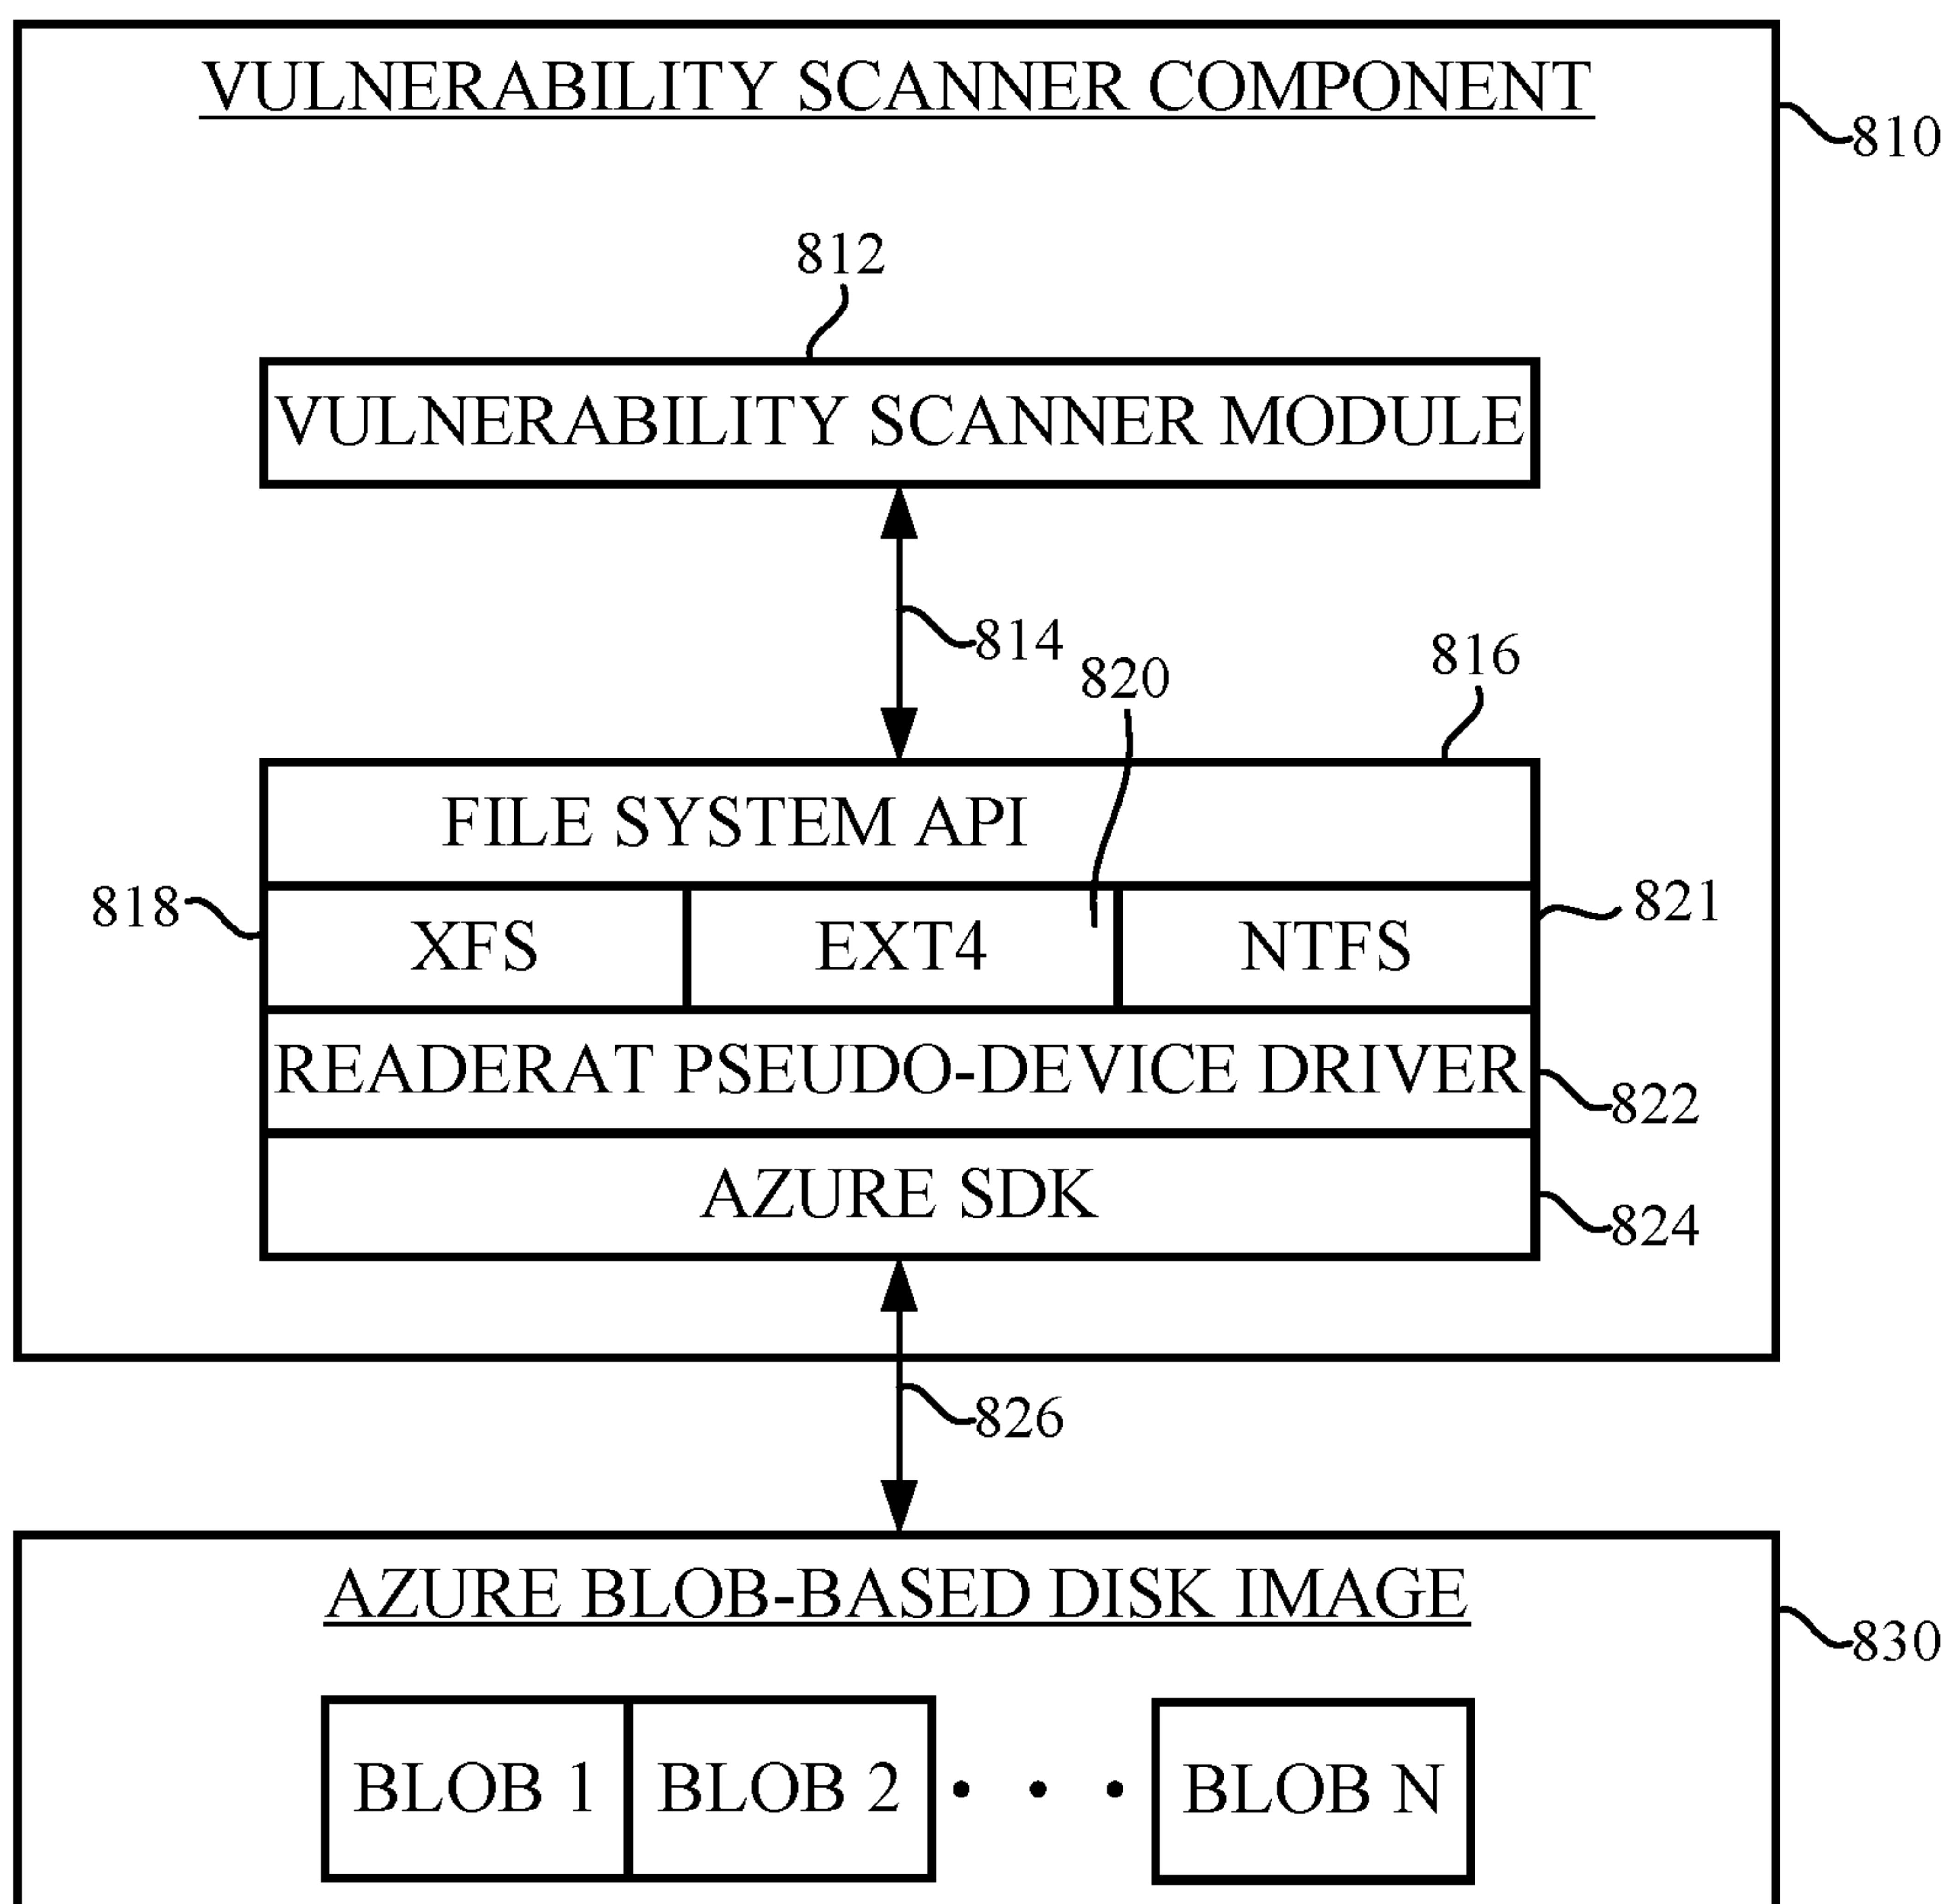 VULNERABILITY SCANNER COMPONENT
810
812
VULNERABILITY SCANNER MODULE
814
820
816
FILE SYSTEM API
818
XFS
EXT4
NTFS
821
READERAT PSEUDO-DEVICE DRIVER
822
AZURE SDK
824
826
AZURE BLOB-BASED DISK IMAGE
830
BLOB 1
BLOB 2
• • •
BLOB N